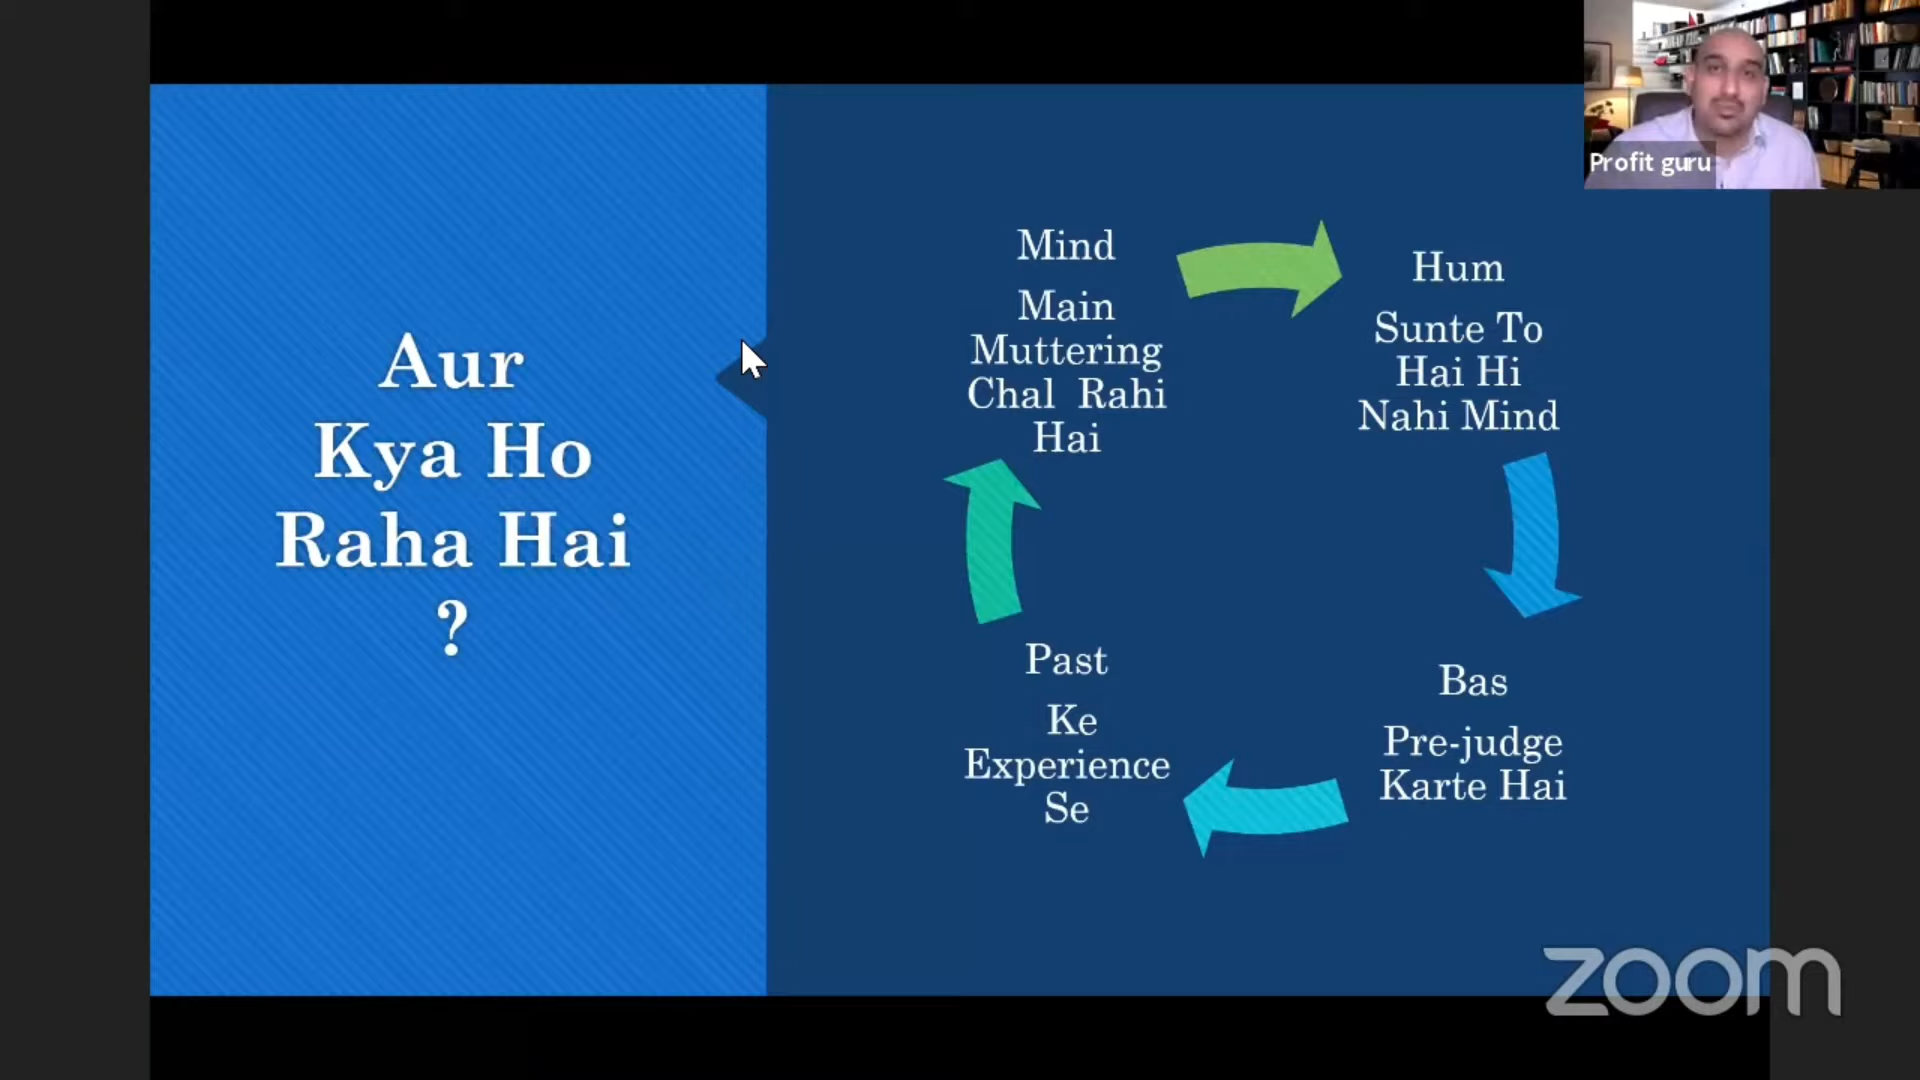 Profit guru
Aur
Kya Ho
Raha Hai
?
Mind
Main
Muttering
Chal Rahi
Hai
Hum
Sunte To
Hai Hi
Nahi Mind
Bas
Pre-judge
Karte Hai
Past
Ke
Experience
Se
zoom